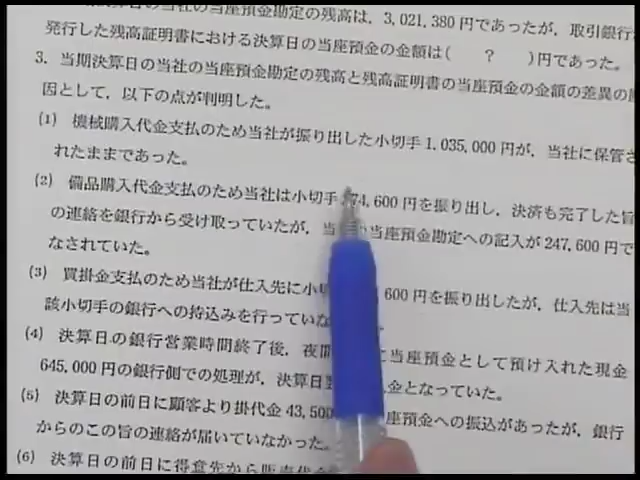 決算日の当社の当座預金勘定の残高は，3,021,380円であったが，取引銀行
発行した残高証明書における決算日の当座預金の金額は( ? )円であった。
3. 当期決算日の当社の当座預金勘定の残高と残高証明書の当座預金の金額の差異の
因として，以下の点が判明した。
(1) 機械購入代金支払のため当社が振り出した小切手1,035,000円が，当社に保管さ
れたままであった。
(2) 備品購入代金支払のため当社は小切手 74,600円を振り出し，決済も完了した旨
の連絡を銀行から受け取っていたが，当 当座預金勘定への記入が247,600円で
なされていた。
(3) 買掛金支払のため当社が仕入先に小切 600円を振り出したが，仕入先は当
該小切手の銀行への持込みを行っていな
(4) 決算日の銀行営業時間終了後，夜間 に当座預金として預け入れた現金
645,000円の銀行側での処理が，決算日 金となっていた。
(5) 決算日の前日に顧客より掛代金43,500 座預金への振込があったが，銀行
からのこの旨の連絡が届いていなかった。
(6) 決算日の前日に得意先から販売代金